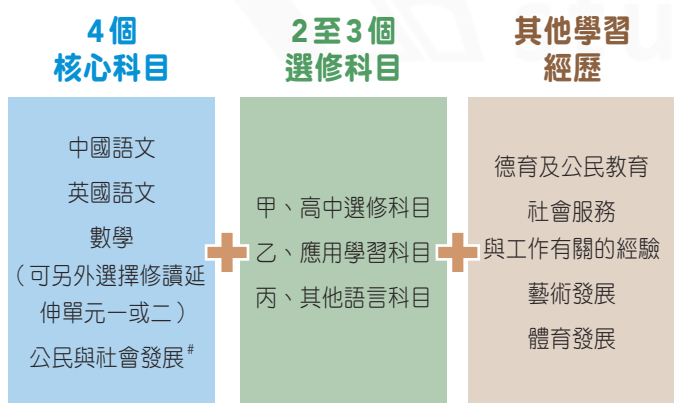 4個
核心科目
中國語文
英國語文
數學
（可另外選擇修讀延
伸單元一或二）
公民與社會發展#
2至3個
選修科目
甲、高中選修科目
乙、應用學習科目
丙、其他語言科目
其他學習
經歷
德育及公民教育
社會服務
與工作有關的經驗
藝術發展
體育發展